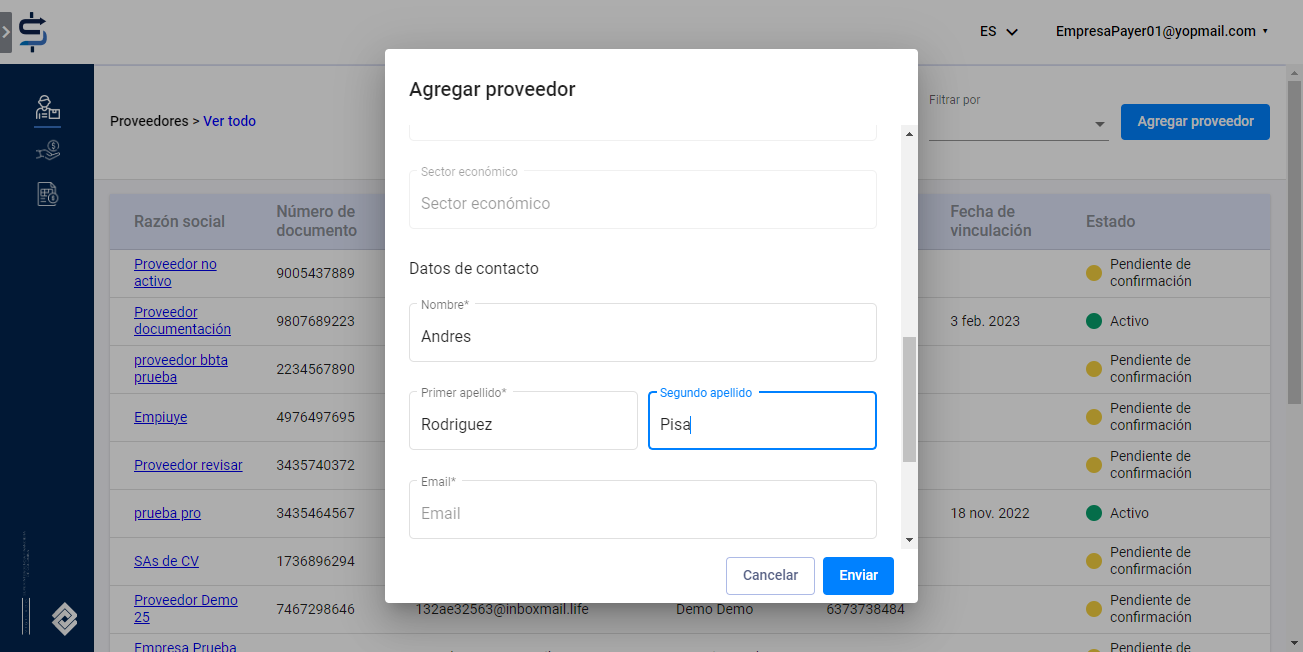 ES
EmpresaPayer01@yopmail.com
Agregar proveedor
Proveedores > Ver todo
Filtrar por
Agregar proveedor
Sector económico
Sector económico
Datos de contacto
Nombre*
Andres
Primer apellido*
Rodriguez
Segundo apellido
Pisa
Email*
Email
Cancelar
Enviar
Razón social
Número de
documento
Fecha de
vinculación
Estado
Proveedor no
activo
9005437889
Pendiente de
confirmación
Proveedor
documentación
9807689223
3 feb. 2023
Activo
proveedor bbta
prueba
2234567890
Pendiente de
confirmación
Empiuye
4976497695
Pendiente de
confirmación
Proveedor revisar
3435740372
Pendiente de
confirmación
prueba pro
3435464567
18 nov. 2022
Activo
SAs de CV
1736896294
Pendiente de
confirmación
Proveedor Demo
25
7467298646
132ae32563@inboxmail.life
Demo Demo
6373738484
Pendiente de
confirmación
Empresa Prueba
Pendiente de